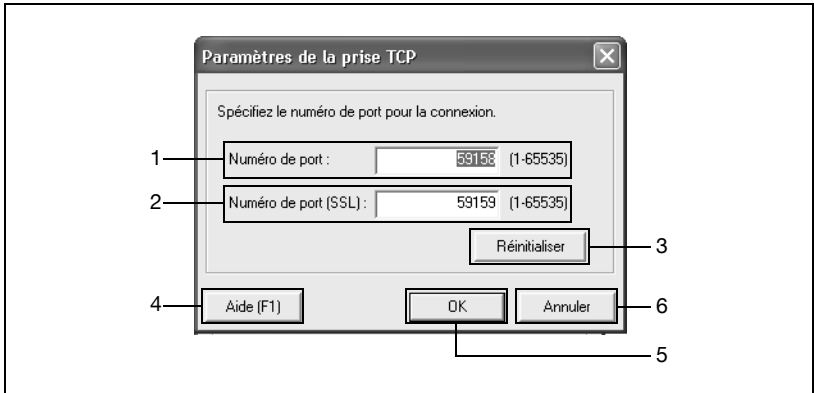 Paramètres de la prise TCP
Spécifiez le numéro de port pour la connexion.
1 Numéro de port : 59158 (1-65535)
2 Numéro de port (SSL) : 59159 (1-65535)
Réinitialiser 3
4 Aide (F1) OK Annuler 6
5